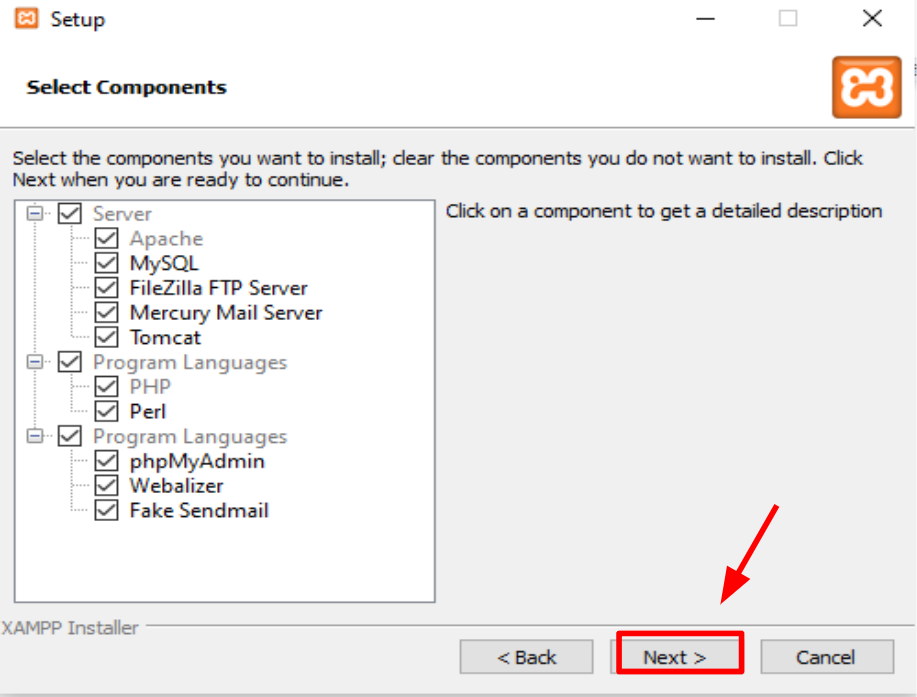 Setup
Select Components
Select the components you want to install; clear the components you do not want to install. Click
Next when you are ready to continue.
Server
Apache
MySQL
FileZilla FTP Server
Mercury Mail Server
Tomcat
Program Languages
PHP
Perl
Program Languages
phpMyAdmin
Webalizer
Fake Sendmail
Click on a component to get a detailed description
XAMPP Installer
< Back
Next >
Cancel